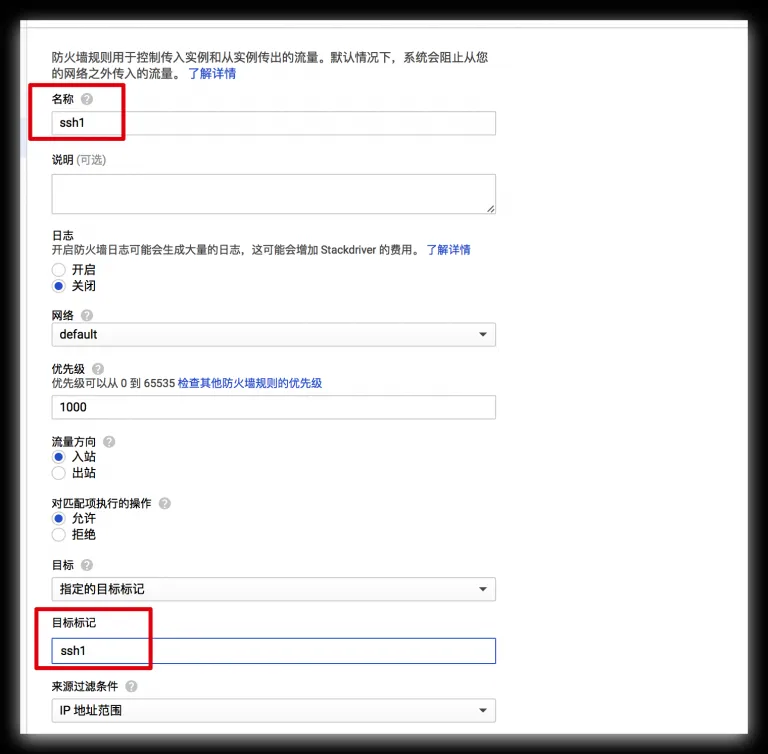 防火墙规则用于控制传入实例和从实例传出的流量。默认情况下，系统会阻止从您
的网络之外传入的流量。 了解详情
名称
ssh1
说明 (可选)
日志
开启防火墙日志可能会生成大量的日志，这可能会增加 Stackdriver 的费用。 了解详情
开启
关闭
网络
default
优先级
优先级可以从 0 到 65535 检查其他防火墙规则的优先级
1000
流量方向
入站
出站
对匹配项执行的操作
允许
拒绝
目标
指定的目标标记
目标标记
ssh1
来源过滤条件
IP 地址范围